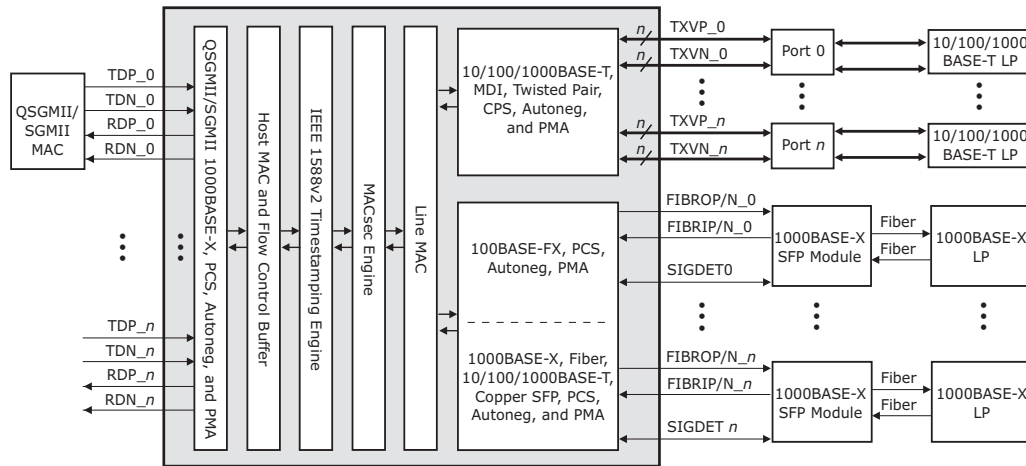 QSGMII/
SGMII
MAC
TDP_0
TDN_0
RDP_0
RDN_0
TDP_n
TDN_n
RDP_n
RDN_n
QSGMII/SGMII 1000BASE-X, PCS, Autoneg, and PMA
Host MAC and Flow Control
Buffer
IEEE 1588v2 Timestamping Engine
MACsec Engine
Line MAC
10/100/1000BASE-T,
MDI, Twisted Pair,
CPS, Autoneg,
and PMA
100BASE-FX, PCS,
Autoneg, PMA
1000BASE-X, Fiber,
10/100/1000BASE-T,
Copper SFP, PCS,
Autoneg, and PMA
n TXVP_0
n TXVN_0
n TXVP_n
n TXVN_n
Port 0
Port n
10/100/1000
BASE-T LP
10/100/1000
BASE-T LP
FIBROP/N_0
FIBRIP/N_0
SIGDET0
1000BASE-X
SFP Module
Fiber
Fiber
1000BASE-X
LP
FIBROP/N_n
FIBRIP/N_n
SIGDET n
1000BASE-X
SFP Module
Fiber
Fiber
1000BASE-X
LP